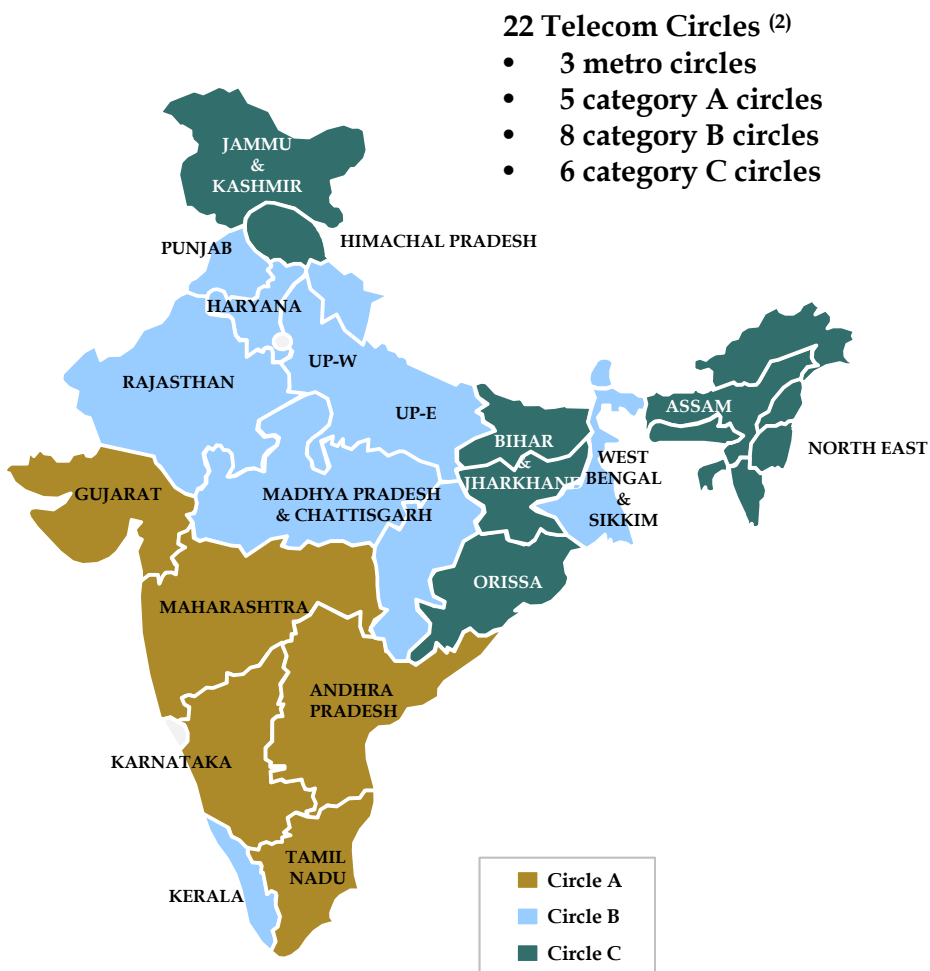 22 Telecom Circles (2)
• 3 metro circles
• 5 category A circles
• 8 category B circles
• 6 category C circles
JAMMU
&
KASHMIR
HIMACHAL PRADESH
PUNJAB
HARYANA
UP-W
RAJASTHAN
UP-E
ASSAM
BIHAR
&
JHARKHAND
NORTH EAST
WEST
BENGAL
&
SIKKIM
GUJARAT
MADHYA PRADESH
& CHATTISGARH
ORISSA
MAHARASHTRA
ANDHRA
PRADESH
KARNATAKA
TAMIL
NADU
KERALA
Circle A
Circle B
Circle C